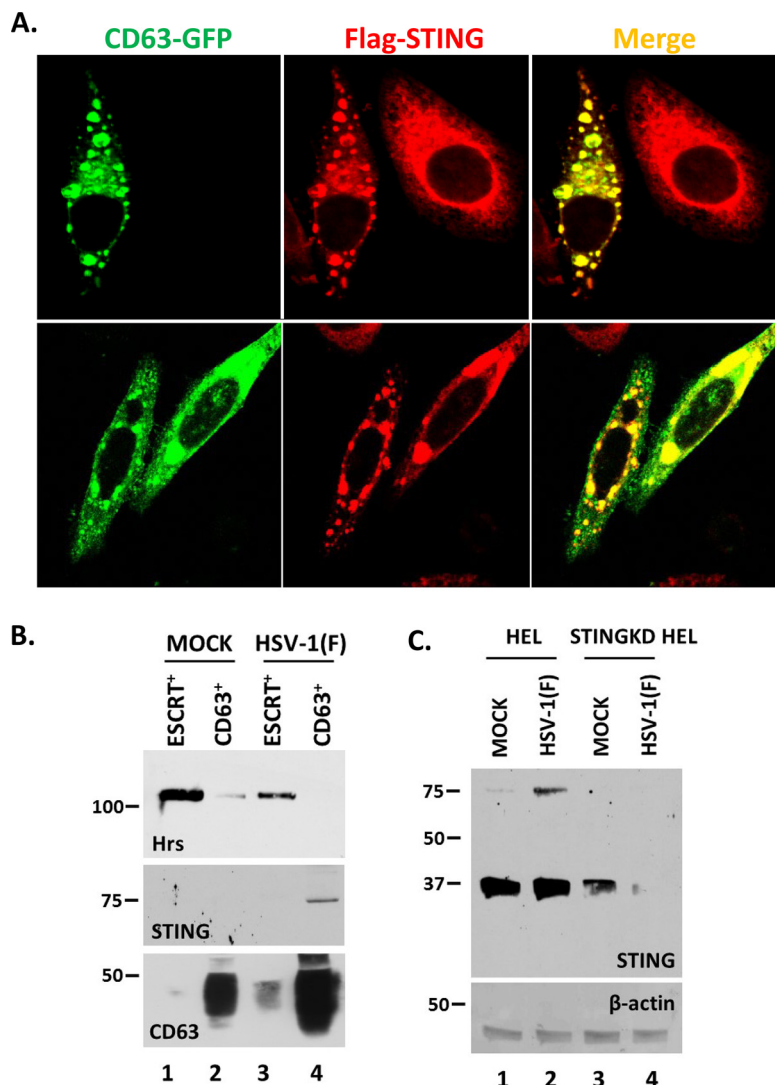 A.
CD63-GFP Flag-STING Merge
B.
MOCK HSV-1(F)
ESCRT+ CD63+ ESCRT+ CD63+
100
Hrs
75
STING
50
CD63
1 2 3 4
C.
HEL STINGKD HEL
MOCK HSV-1(F) MOCK HSV-1(F)
75
50
37
STING
50
β-actin
1 2 3 4